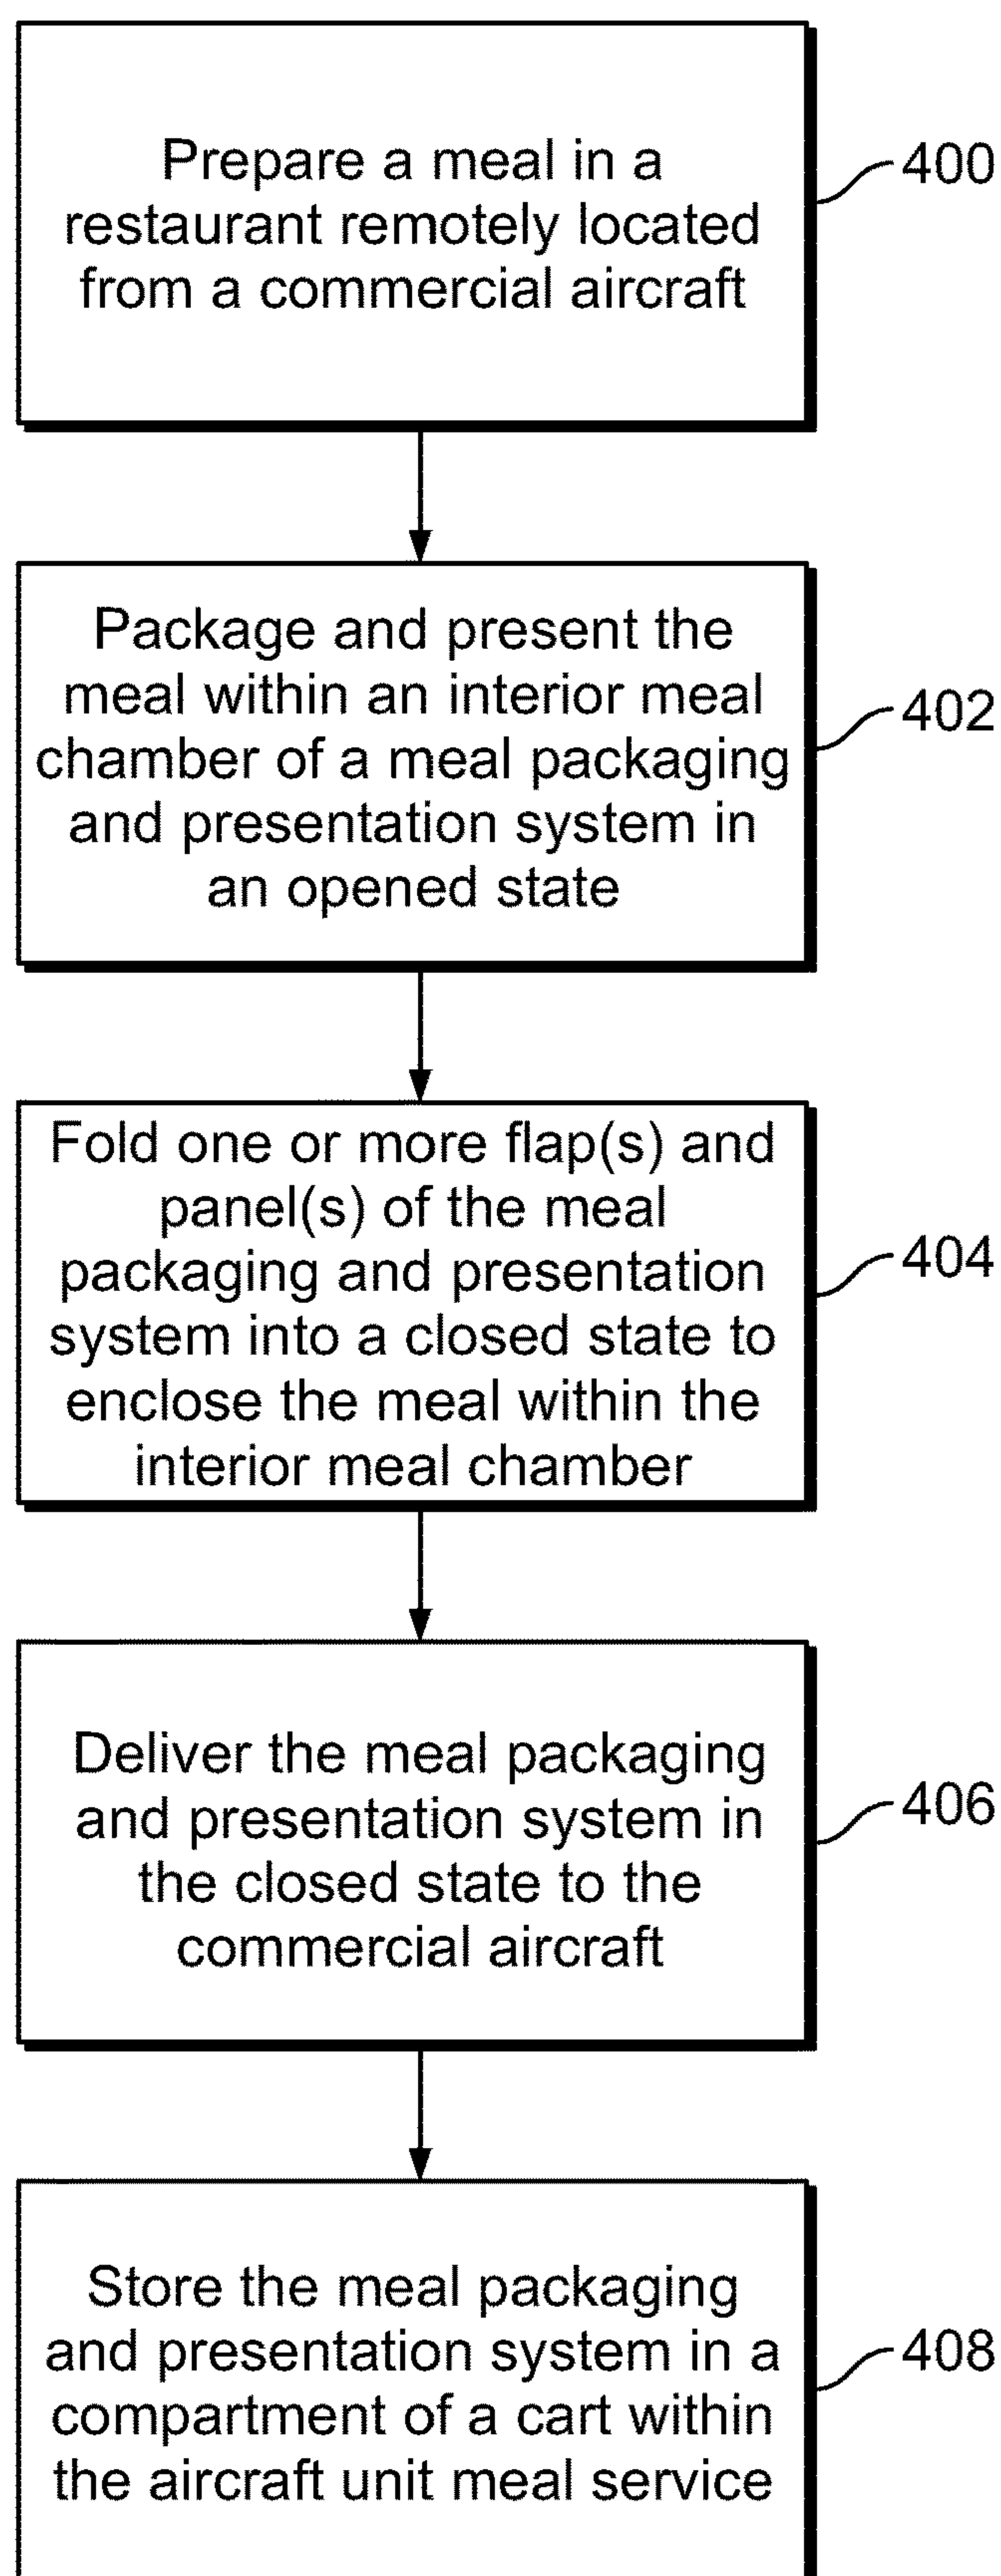 Prepare a meal in a
restaurant remotely located
from a commercial aircraft
400
Package and present the
meal within an interior meal
chamber of a meal packaging
and presentation system in
an opened state
402
Fold one or more flap(s) and
panel(s) of the meal
packaging and presentation
system into a closed state to
enclose the meal within the
interior meal chamber
404
Deliver the meal packaging
and presentation system in
the closed state to the
commercial aircraft
406
Store the meal packaging
and presentation system in a
compartment of a cart within
the aircraft unit meal service
408